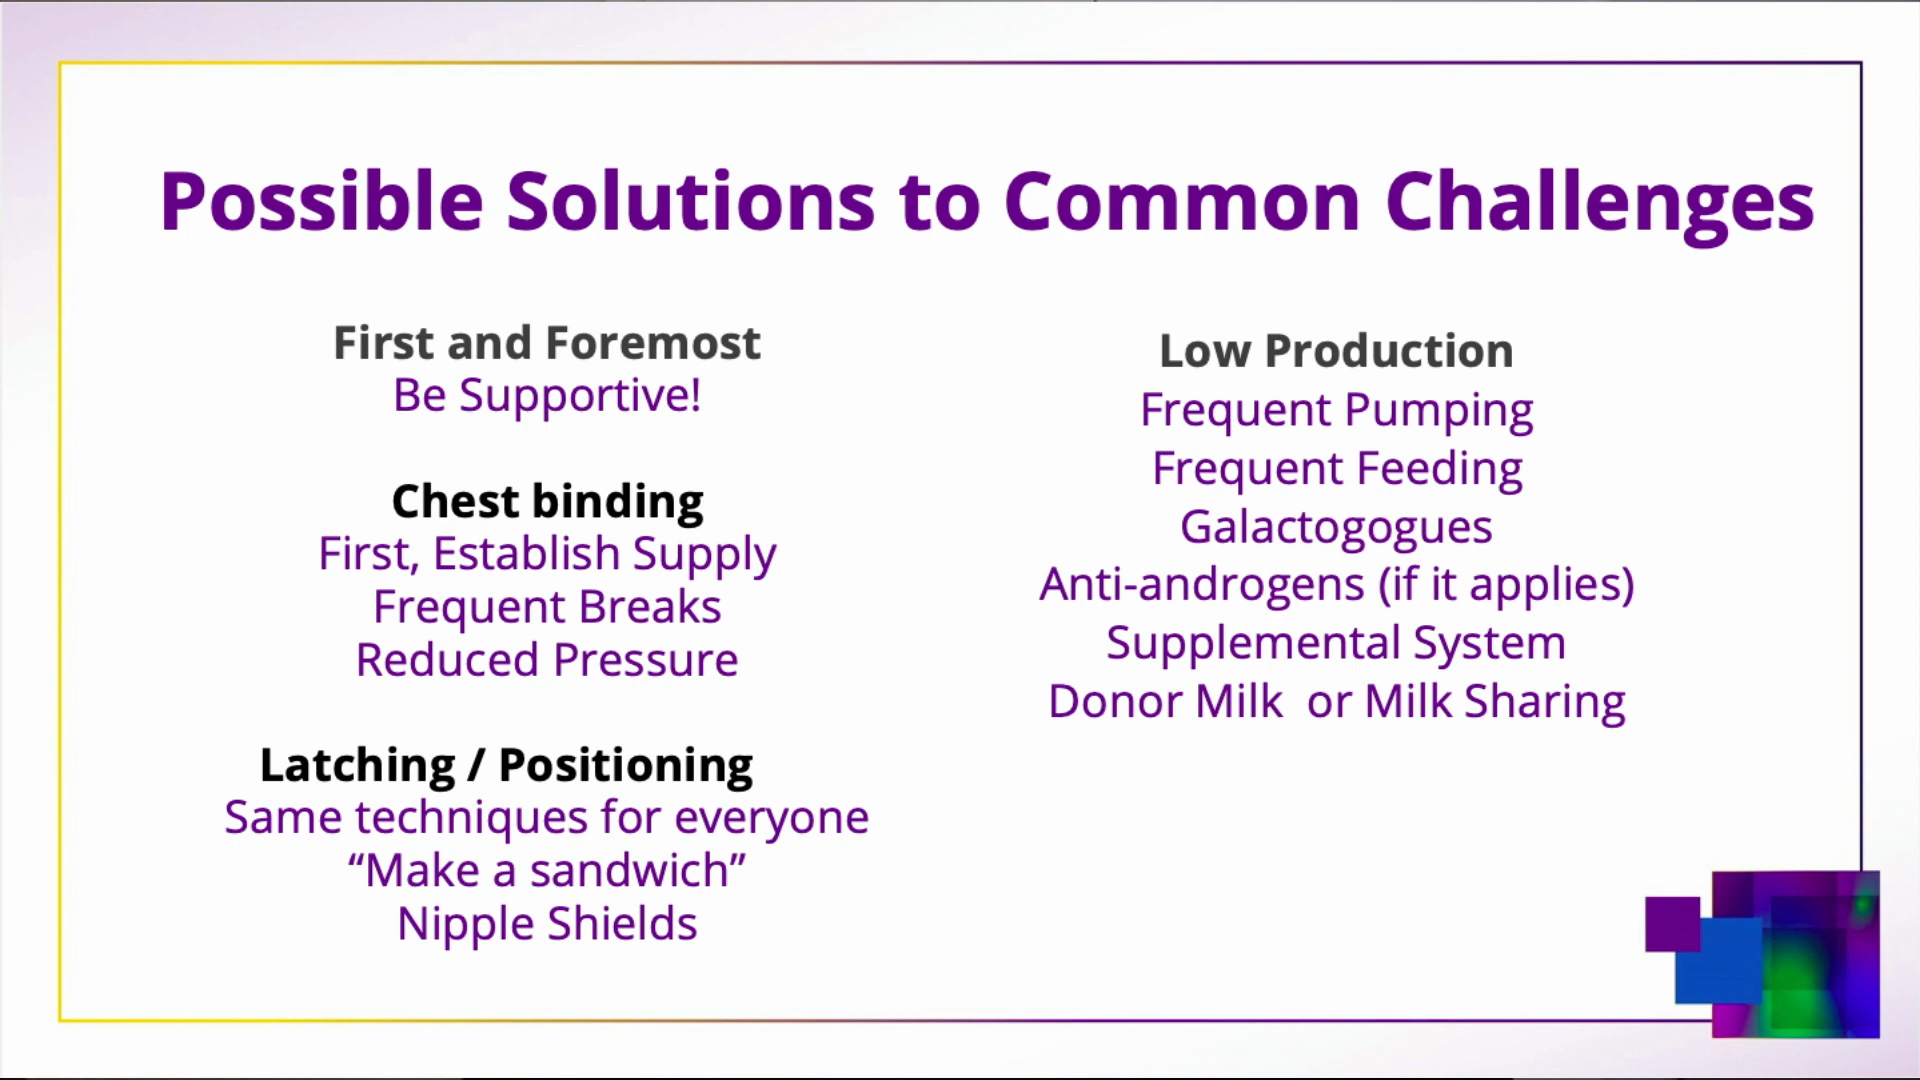 Possible Solutions to Common Challenges
First and Foremost
Be Supportive!
Chest binding
First, Establish Supply
Frequent Breaks
Reduced Pressure
Latching / Positioning
Same techniques for everyone
“Make a sandwich”
Nipple Shields
Low Production
Frequent Pumping
Frequent Feeding
Galactogogues
Anti-androgens (if it applies)
Supplemental System
Donor Milk  or Milk Sharing